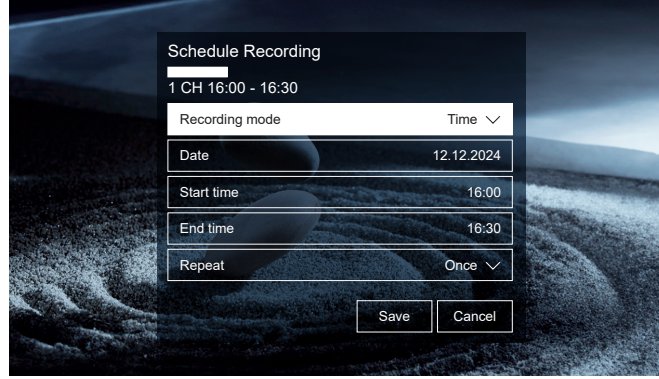 Schedule Recording
1 CH 16:00 - 16:30
Recording mode Time
Date 12.12.2024
Start time 16:00
End time 16:30
Repeat Once
Save Cancel